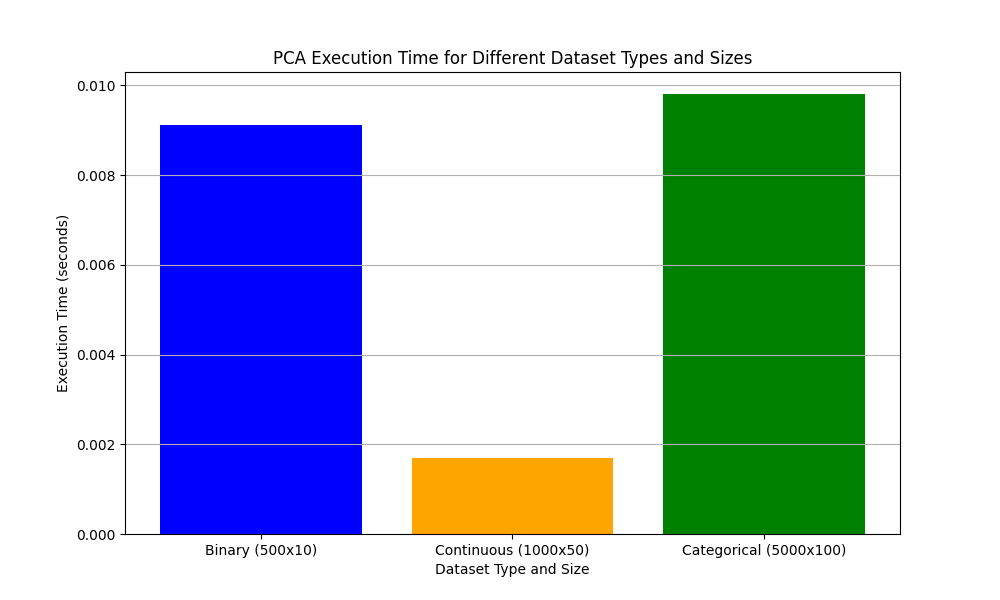 PCA Execution Time for Different Dataset Types and Sizes
0.010
0.008
0.006
0.004
0.002
0.000
Execution Time (seconds)
Binary (500x10)
Continuous (1000x50)
Categorical (5000x100)
Dataset Type and Size